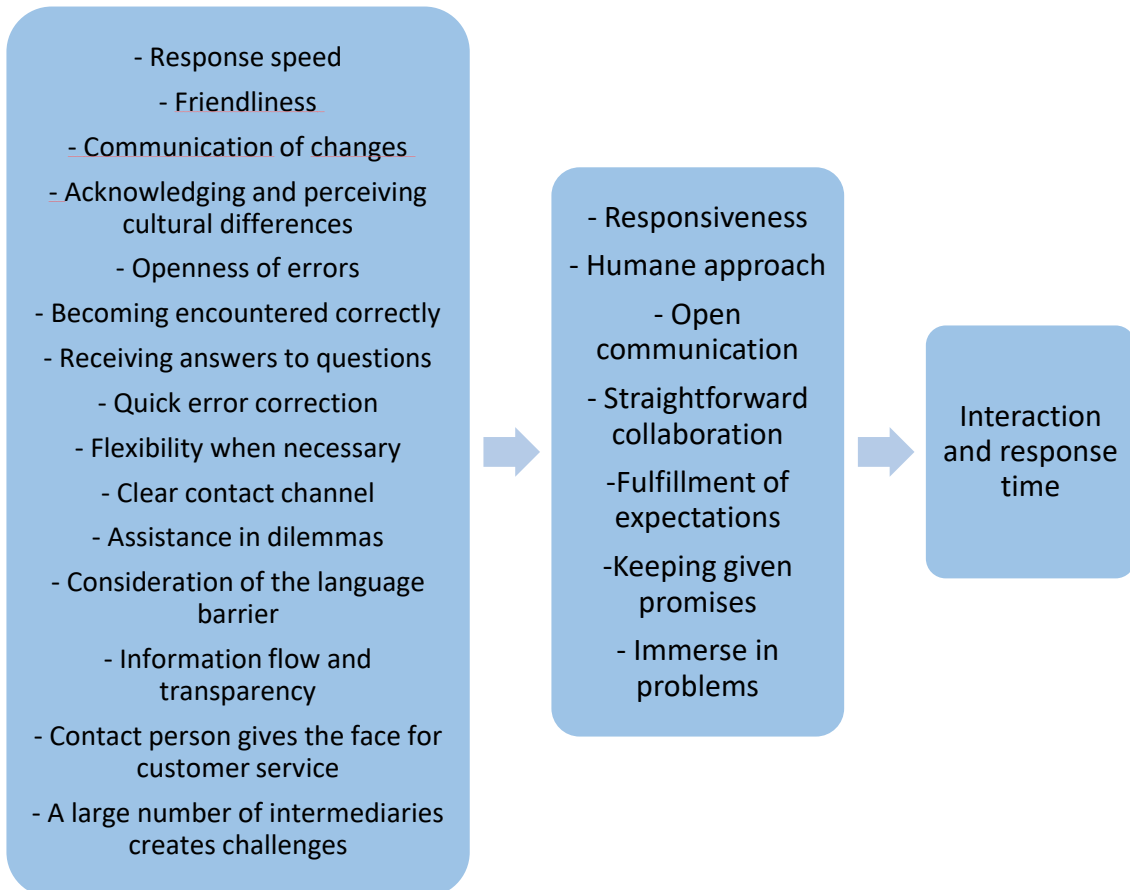 - Response speed
- Friendliness
- Communication of changes
- Acknowledging and perceiving
cultural differences
- Openness of errors
- Becoming encountered correctly
- Receiving answers to questions
- Quick error correction
- Flexibility when necessary
- Clear contact channel
- Assistance in dilemmas
- Consideration of the language
barrier
- Information flow and
transparency
- Contact person gives the face for
customer service
- A large number of intermediaries
creates challenges
- Responsiveness
- Humane approach
- Open
communication
- Straightforward
collaboration
-Fulfillment of
expectations
-Keeping given
promises
- Immerse in
problems
Interaction
and response
time